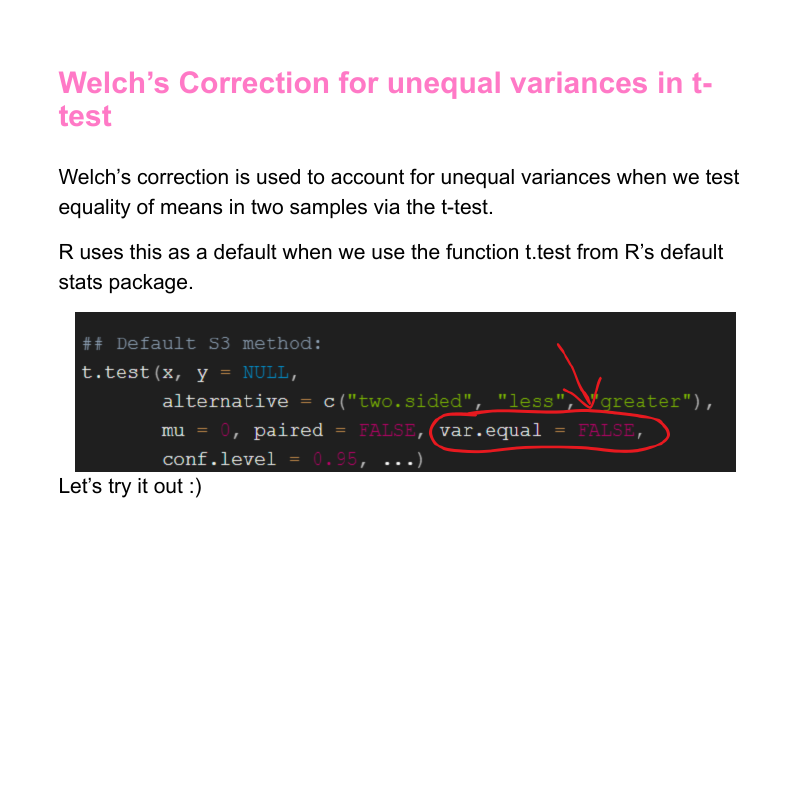 Welch’s Correction for unequal variances in t-
test
Welch’s correction is used to account for unequal variances when we test
equality of means in two samples via the t-test.
R uses this as a default when we use the function t.test from R’s default
stats package.
## Default S3 method:
t.test(x, y = NULL,
alternative = c("two.sided", "less", "greater"),
mu = 0, paired = FALSE, var.equal = FALSE,
conf.level = 0.95, ...)
Let’s try it out :)